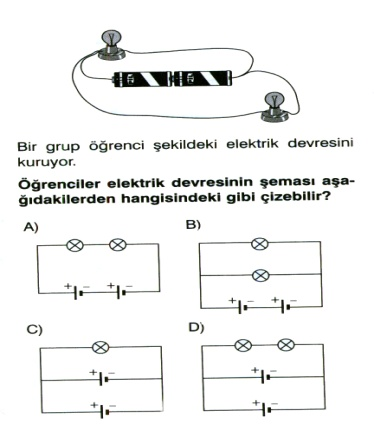 Bir grup öğrenci şekildeki elektrik devresini
kuruyor.
Öğrenciler elektrik devresinin şeması aşa-
ğıdakilerden hangisindeki gibi çizebilir?
A)
B)
+ - + -
+ - + -
C)
D)
+ -
+ -
+ -
+ -